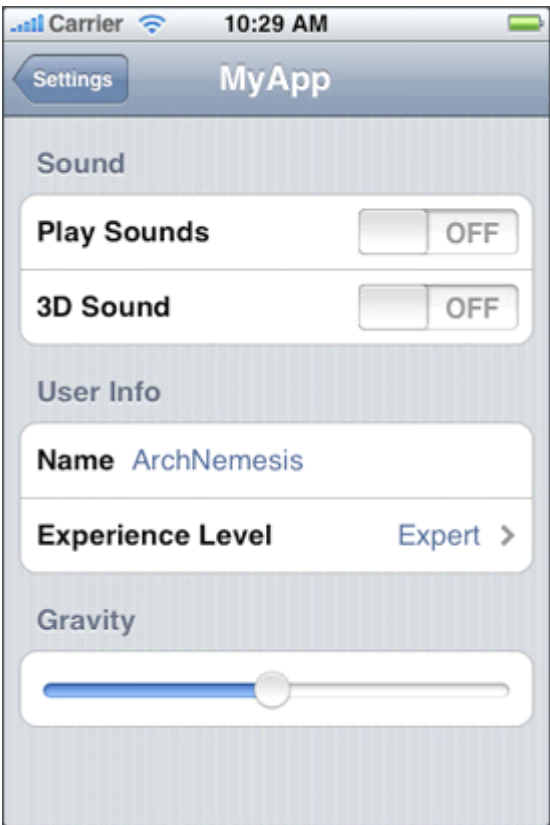 Carrier 10:29 AM
Settings MyApp
Sound
Play Sounds OFF
3D Sound OFF
User Info
Name ArchNemesis
Experience Level Expert
Gravity